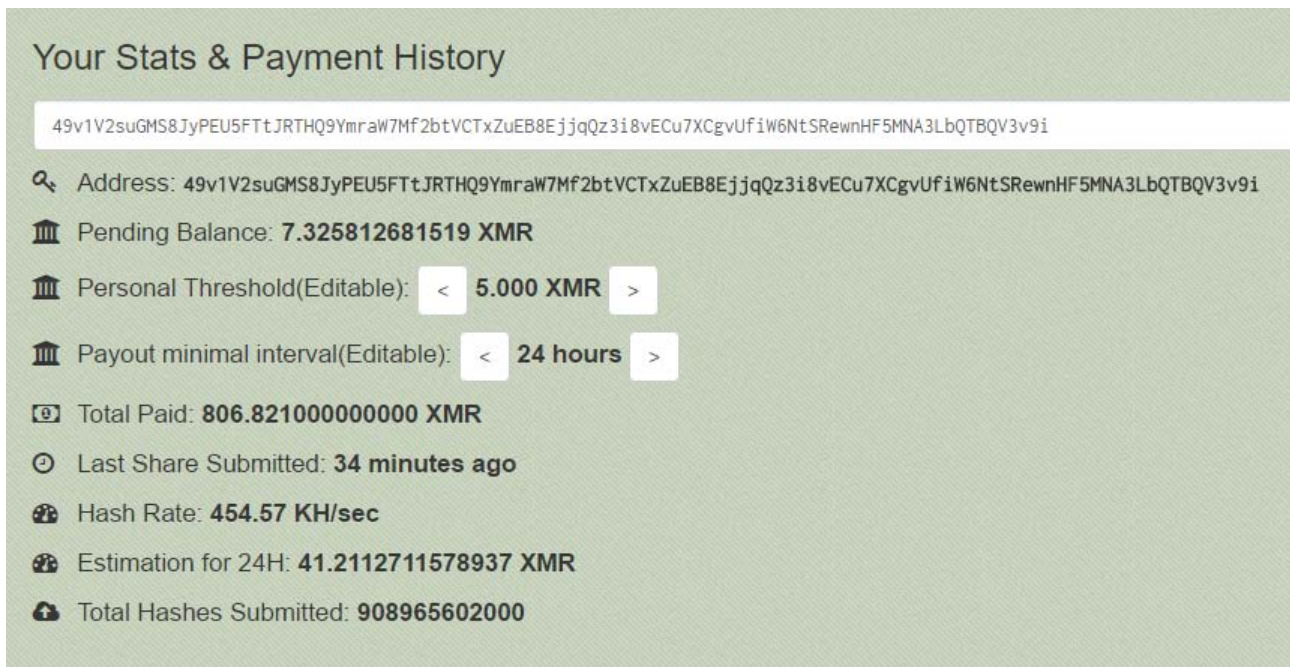 Your Stats & Payment History
49v1V2suGMS8JyPEU5FTtJRTHQ9YmraW7Mf2btVCTxZuEB8EjjqQz3i8vECu7XCgvUfiW6NtSRewnHF5MNA3LbQTBQV3v9i
Address: 49v1V2suGMS8JyPEU5FTtJRTHQ9YmraW7Mf2btVCTxZuEB8EjjqQz3i8vECu7XCgvUfiW6NtSRewnHF5MNA3LbQTBQV3v9i
Pending Balance: 7.325812681519 XMR
Personal Threshold(Editable): < 5.000 XMR >
Payout minimal interval(Editable): < 24 hours >
Total Paid: 806.821000000000 XMR
Last Share Submitted: 34 minutes ago
Hash Rate: 454.57 KH/sec
Estimation for 24H: 41.2112711578937 XMR
Total Hashes Submitted: 908965602000